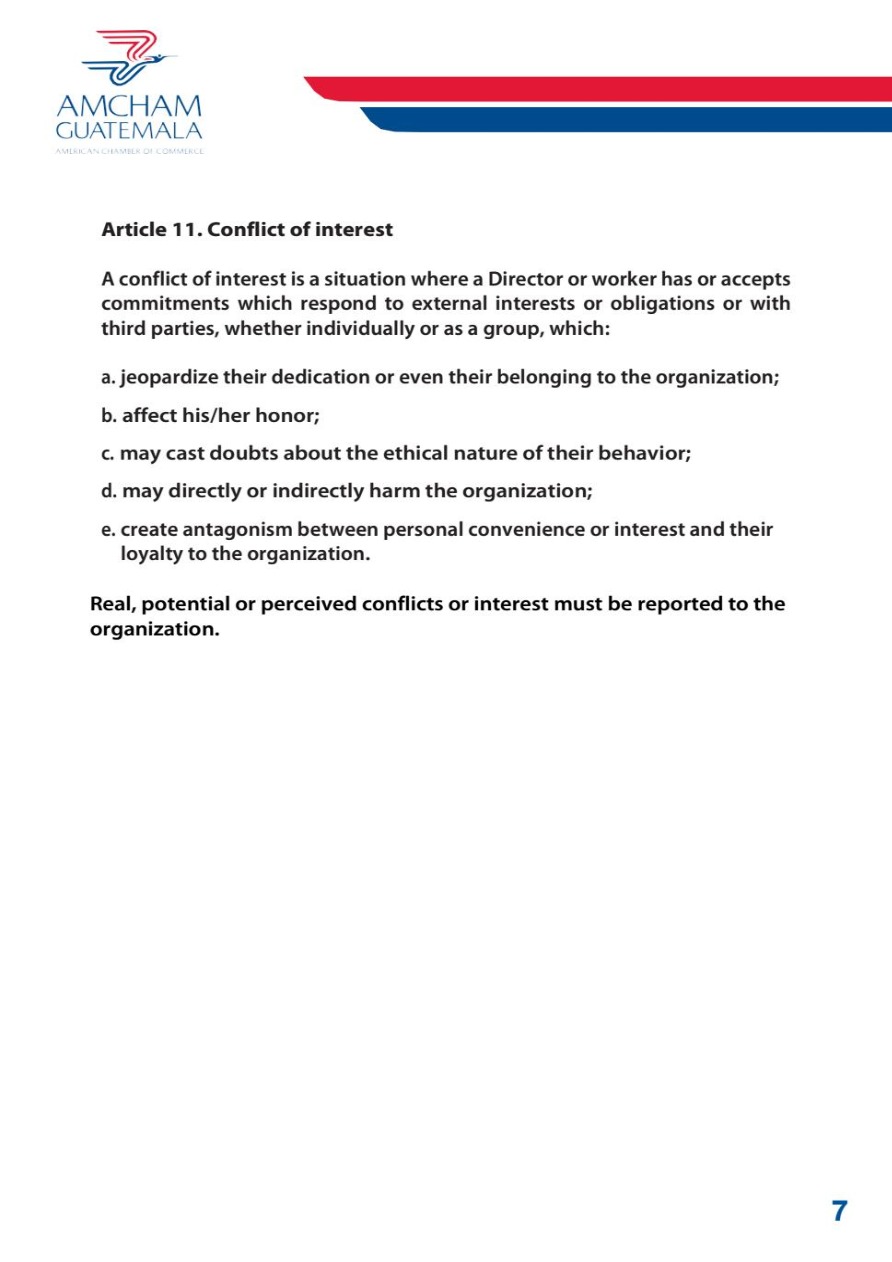 AMCHAM
GUATEMALA
AMERICAN CHAMBER OF COMMERCE
Article 11. Conflict of interest
A conflict of interest is a situation where a Director or worker has or accepts
commitments which respond to external interests or obligations or with
third parties, whether individually or as a group, which:
a. jeopardize their dedication or even their belonging to the organization;
b. affect his/her honor;
c. may cast doubts about the ethical nature of their behavior;
d. may directly or indirectly harm the organization;
e. create antagonism between personal convenience or interest and their
loyalty to the organization.
Real, potential or perceived conflicts or interest must be reported to the
organization.
7